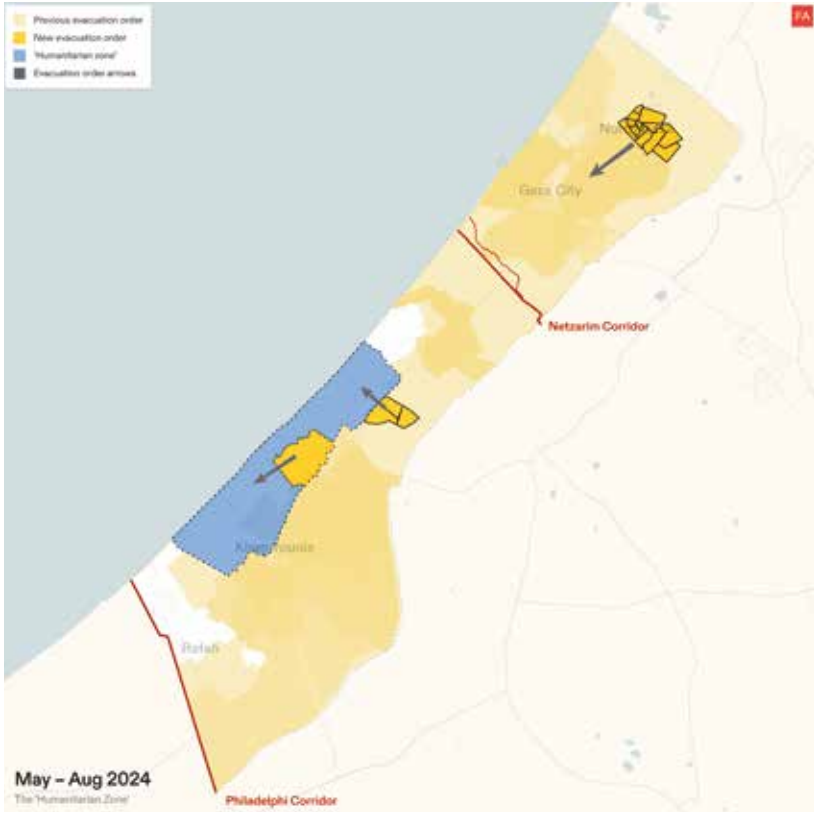 Previous evacuation order
New evacuation order
'Humanitarian zone'
Evacuation order arrows
FA
Gaza City
Netzarim Corridor
Khan Younis
Rafah
May – Aug 2024
The 'Humanitarian Zone'
Philadelphi Corridor